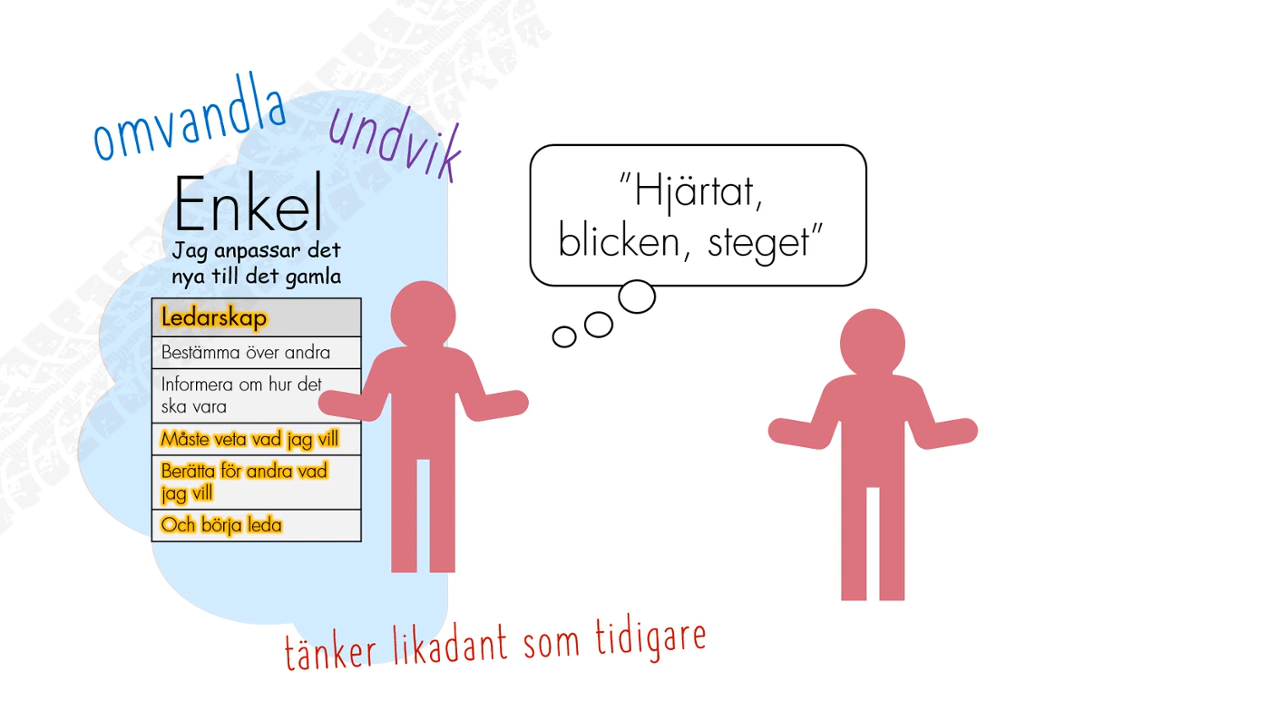 omvandla
undvik
Enkel
Jag anpassar det
nya till det gamla
Ledarskap
Bestämma över andra
Informera om hur det
ska vara
Måste veta vad jag vill
Berätta för andra vad
jag vill
Och börja leda
"Hjärtat,
blicken, steget"
tänker likadant som tidigare